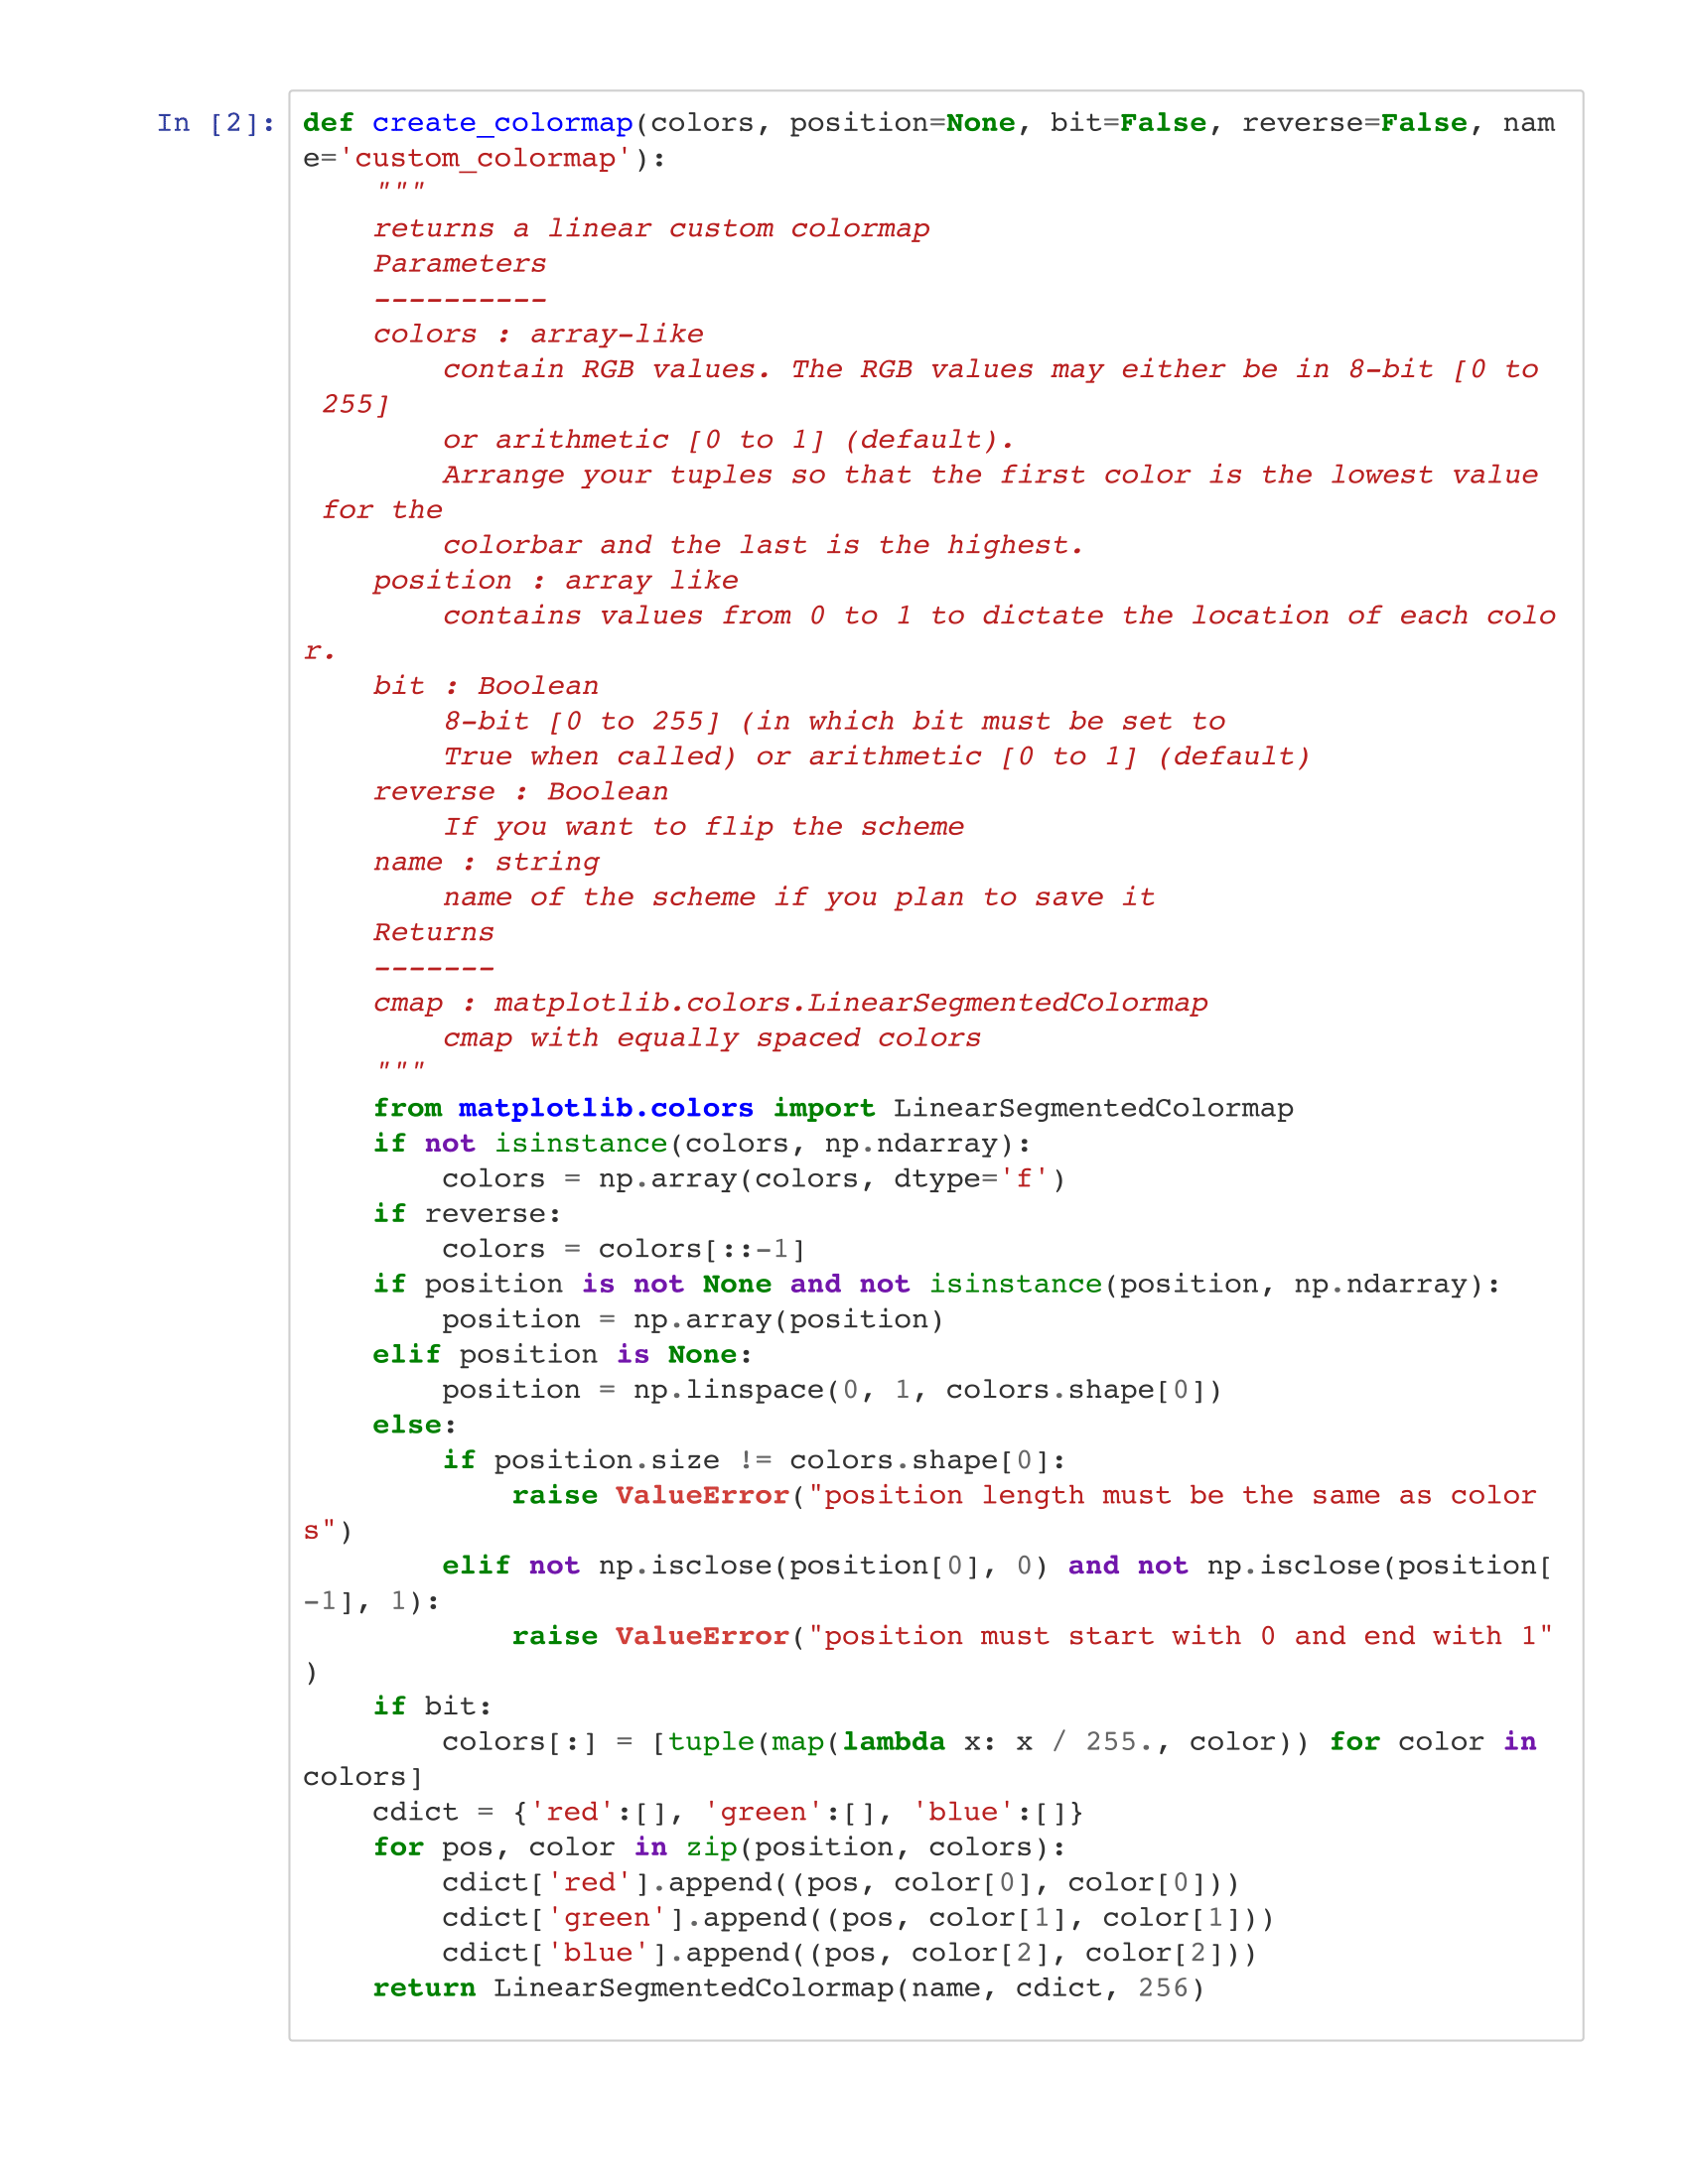 In [2]: def create_colormap(colors, position=None, bit=False, reverse=False, nam
e='custom_colormap'):
    """
    returns a linear custom colormap
    Parameters
    ----------
    colors : array-like
        contain RGB values. The RGB values may either be in 8-bit [0 to
 255]
        or arithmetic [0 to 1] (default).
        Arrange your tuples so that the first color is the lowest value
 for the
        colorbar and the last is the highest.
    position : array like
        contains values from 0 to 1 to dictate the location of each colo
r.
    bit : Boolean
        8-bit [0 to 255] (in which bit must be set to
        True when called) or arithmetic [0 to 1] (default)
    reverse : Boolean
        If you want to flip the scheme
    name : string
        name of the scheme if you plan to save it
    Returns
    -------
    cmap : matplotlib.colors.LinearSegmentedColormap
        cmap with equally spaced colors
    """
    from matplotlib.colors import LinearSegmentedColormap
    if not isinstance(colors, np.ndarray):
        colors = np.array(colors, dtype='f')
    if reverse:
        colors = colors[::-1]
    if position is not None and not isinstance(position, np.ndarray):
        position = np.array(position)
    elif position is None:
        position = np.linspace(0, 1, colors.shape[0])
    else:
        if position.size != colors.shape[0]:
            raise ValueError("position length must be the same as color
s")
        elif not np.isclose(position[0], 0) and not np.isclose(position[
-1], 1):
            raise ValueError("position must start with 0 and end with 1"
)
    if bit:
        colors[:] = [tuple(map(lambda x: x / 255., color)) for color in
colors]
    cdict = {'red':[], 'green':[], 'blue':[]}
    for pos, color in zip(position, colors):
        cdict['red'].append((pos, color[0], color[0]))
        cdict['green'].append((pos, color[1], color[1]))
        cdict['blue'].append((pos, color[2], color[2]))
    return LinearSegmentedColormap(name, cdict, 256)